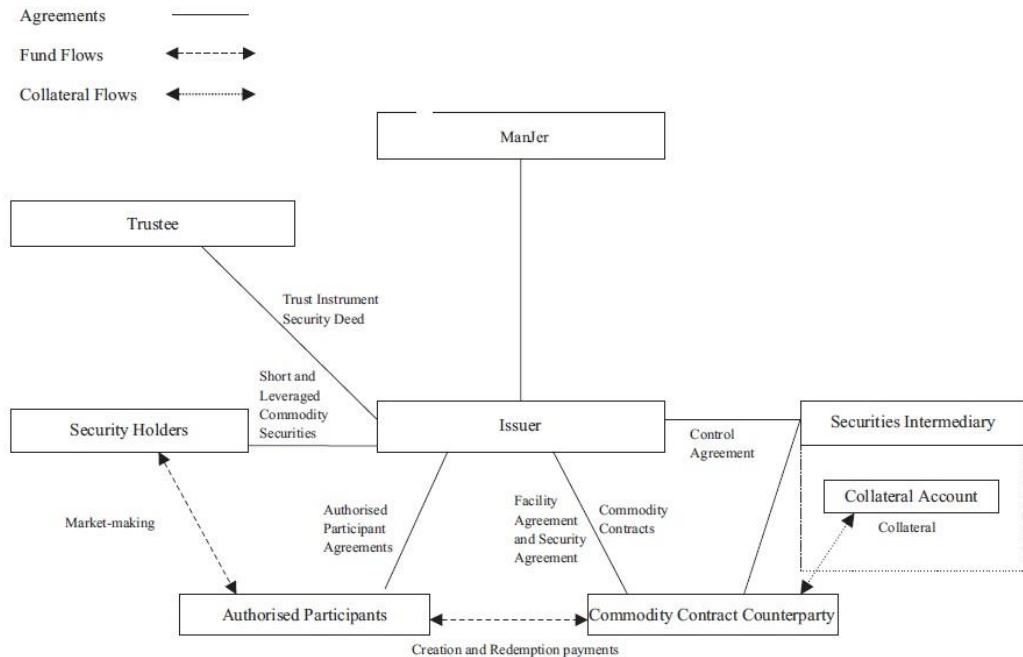 Agreements
Fund Flows
Collateral Flows
ManJer
Trustee
Trust Instrument
Security Deed
Short and
Leveraged
Commodity
Securities
Security Holders
Issuer
Control
Agreement
Securities Intermediary
Collateral Account
Collateral
Market-making
Authorised
Participant
Agreements
Facility
Agreement
and Security
Agreement
Commodity
Contracts
Authorised Participants
Commodity Contract Counterparty
Creation and Redemption payments